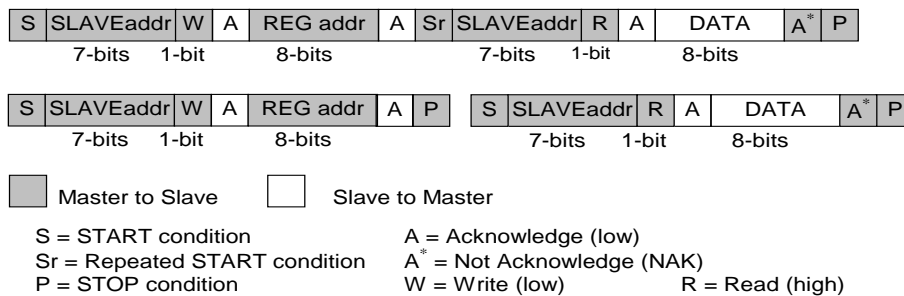 S SLAVEaddr W A REG addr A Sr SLAVEaddr R A DATA A* P
7-bits 1-bit 8-bits 7-bits 1-bit 8-bits
S SLAVEaddr W A REG addr A P S SLAVEaddr R A DATA A* P
7-bits 1-bit 8-bits 7-bits 1-bit 8-bits
Master to Slave Slave to Master
S = START condition A = Acknowledge (low)
Sr = Repeated START condition A* = Not Acknowledge (NAK)
P = STOP condition W = Write (low) R = Read (high)